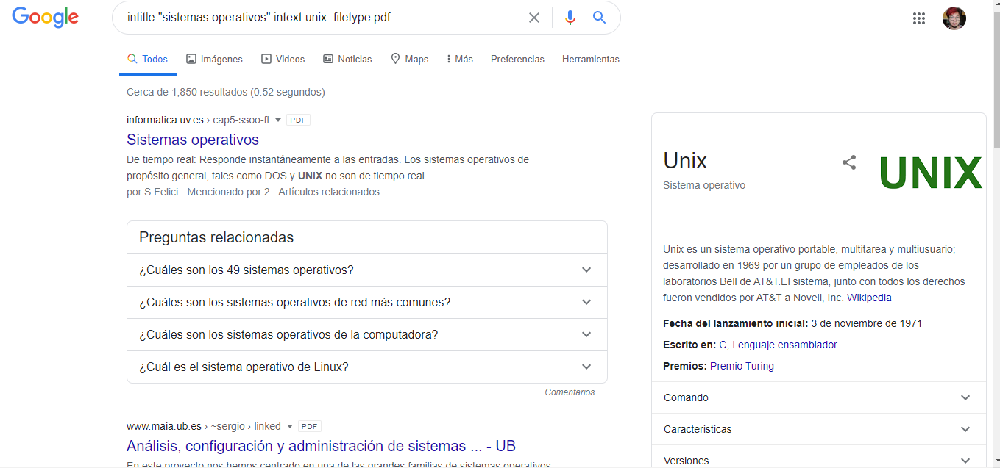 Google
intitle:"sistemas operativos" intext:unix  filetype:pdf
Todos
Imágenes
Videos
Noticias
Maps
Más
Preferencias
Herramientas
Cerca de 1,850 resultados (0.52 segundos)
informatica.uv.es › cap5-ssoo-ft PDF
Sistemas operativos
De tiempo real: Responde instantáneamente a las entradas. Los sistemas operativos de
propósito general, tales como DOS y UNIX no son de tiempo real.
por S Felici · Mencionado por 2 · Artículos relacionados
Preguntas relacionadas
¿Cuáles son los 49 sistemas operativos?
¿Cuáles son los sistemas operativos de red más comunes?
¿Cuáles son los sistemas operativos de la computadora?
¿Cuál es el sistema operativo de Linux?
Comentarios
www.maia.ub.es › ~sergio › linked PDF
Análisis, configuración y administración de sistemas ... - UB
En este proyecto nos hemos centrado en una de las grandes familias de sistemas operativos:
Unix
Sistema operativo
UNIX
Unix es un sistema operativo portable, multitarea y multiusuario;
desarrollado en 1969 por un grupo de empleados de los
laboratorios Bell de AT&T.El sistema, junto con todos los derechos
fueron vendidos por AT&T a Novell, Inc. Wikipedia
Fecha del lanzamiento inicial: 3 de noviembre de 1971
Escrito en: C, Lenguaje ensamblador
Premios: Premio Turing
Comando
Caracteristicas
Versiones